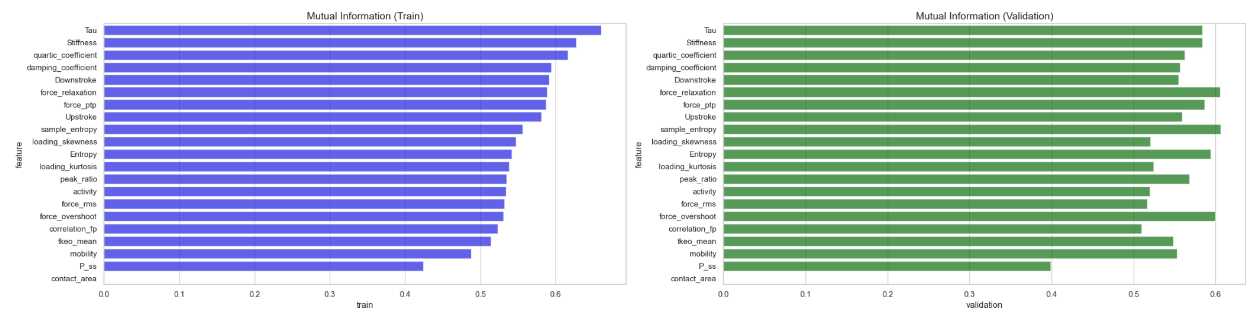 Mutual Information (Train)
Tau
Stiffness
quartic_coefficient
damping_coefficient
Downstroke
force_relaxation
force_ptp
Upstroke
sample_entropy
loading_skewness
Entropy
loading_kurtosis
peak_ratio
activity
force_rms
force_overshoot
correlation_fp
tkeo_mean
mobility
P_ss
contact_area
feature
0.0 0.1 0.2 0.3 0.4 0.5 0.6
train
Mutual Information (Validation)
Tau
Stiffness
quartic_coefficient
damping_coefficient
Downstroke
force_relaxation
force_ptp
Upstroke
sample_entropy
loading_skewness
Entropy
loading_kurtosis
peak_ratio
activity
force_rms
force_overshoot
correlation_fp
tkeo_mean
mobility
P_ss
contact_area
feature
0.0 0.1 0.2 0.3 0.4 0.5 0.6
validation